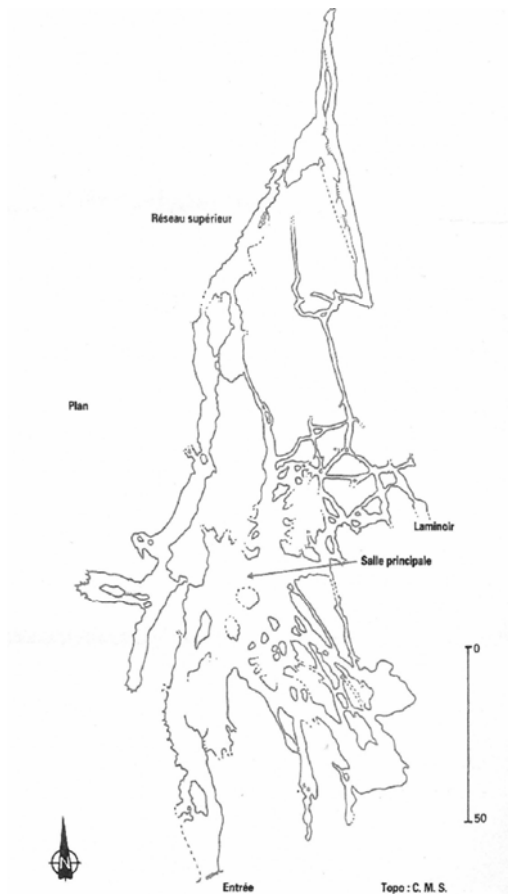 Réseau supérieur
Plan
Laminoir
Salle principale
0
50
N
Entrée
Topo : C. M. S.